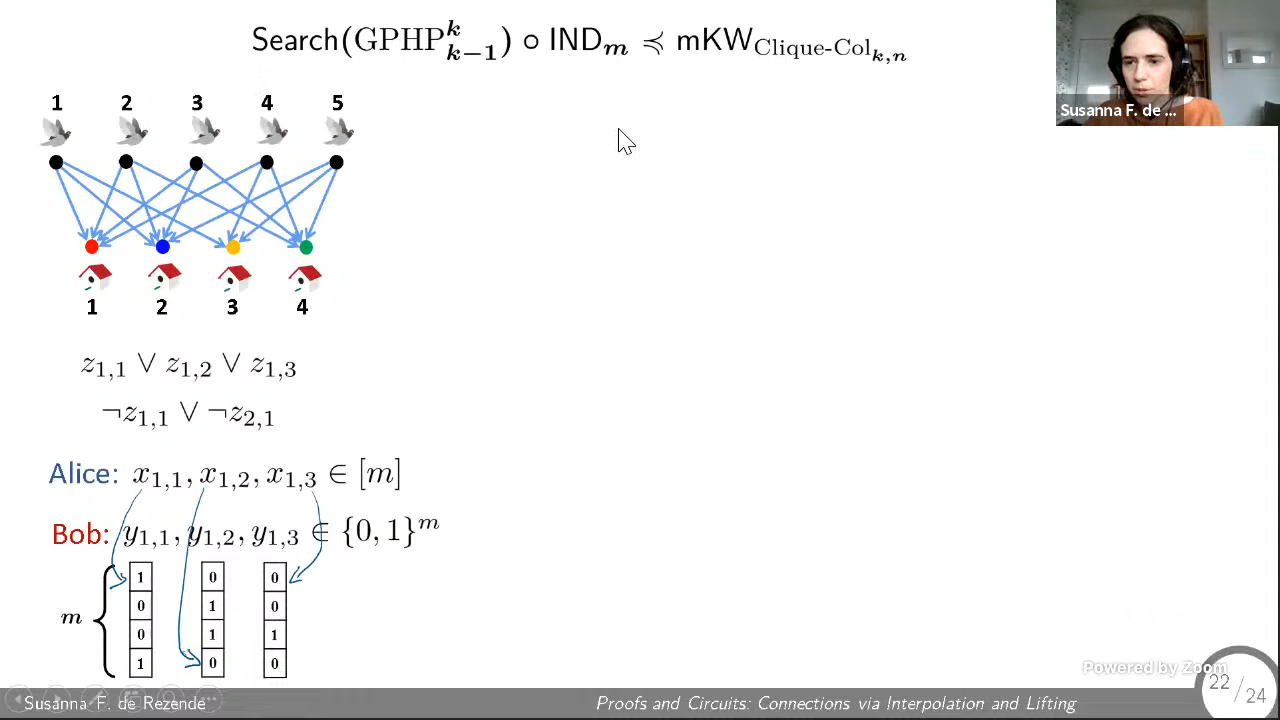 Search(GPHP^k_{k−1}) ∘ IND_m ≼ mKW_{Clique-Col_{k,n}}
Susanna F. de ...
1 2 3 4 5
1 2 3 4
z_{1,1} ∨ z_{1,2} ∨ z_{1,3}
¬z_{1,1} ∨ ¬z_{2,1}
Alice: x_{1,1}, x_{1,2}, x_{1,3} ∈ [m]
Bob: y_{1,1}, y_{1,2}, y_{1,3} ∈ {0, 1}^m
1 0 0
0 1 0
m
0 1 1
1 0 0
Powered by Zoom
Susanna F. de Rezende
Proofs and Circuits: Connections via Interpolation and Lifting
22/24